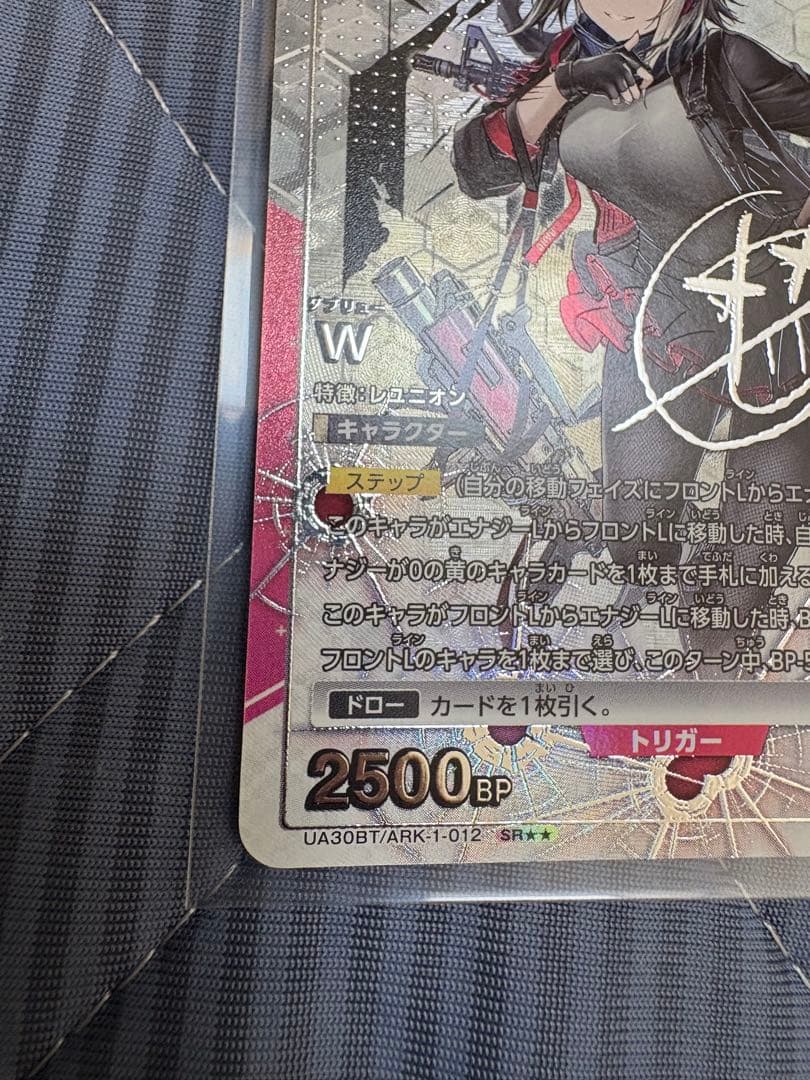 ダブリュー
W
特徴:レユニオン
キャラクター
ステップ (自分の移動フェイズにフロントLからエ
このキャラがエナジーLからフロントLに移動した時、自
ナジーが0の黄のキャラカードを1枚まで手札に加える
このキャラがフロントLからエナジーLに移動した時、B
フロントLのキャラを1枚まで選び、このターン中、BP-5
ドロー カードを1枚引く。
トリガー
2500BP
UA30BT/ARK-1-012 SR★★